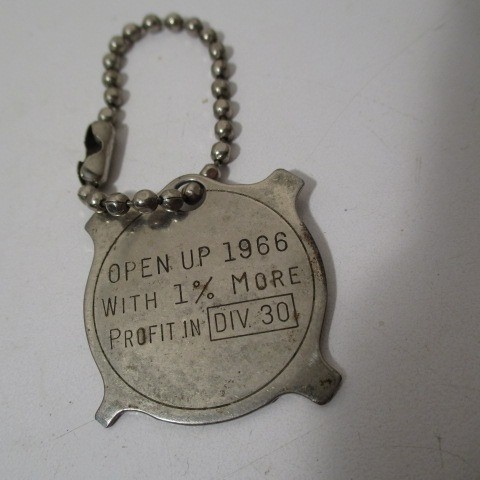 OPEN UP 1966
WITH 1% MORE
PROFIT IN DIV. 30